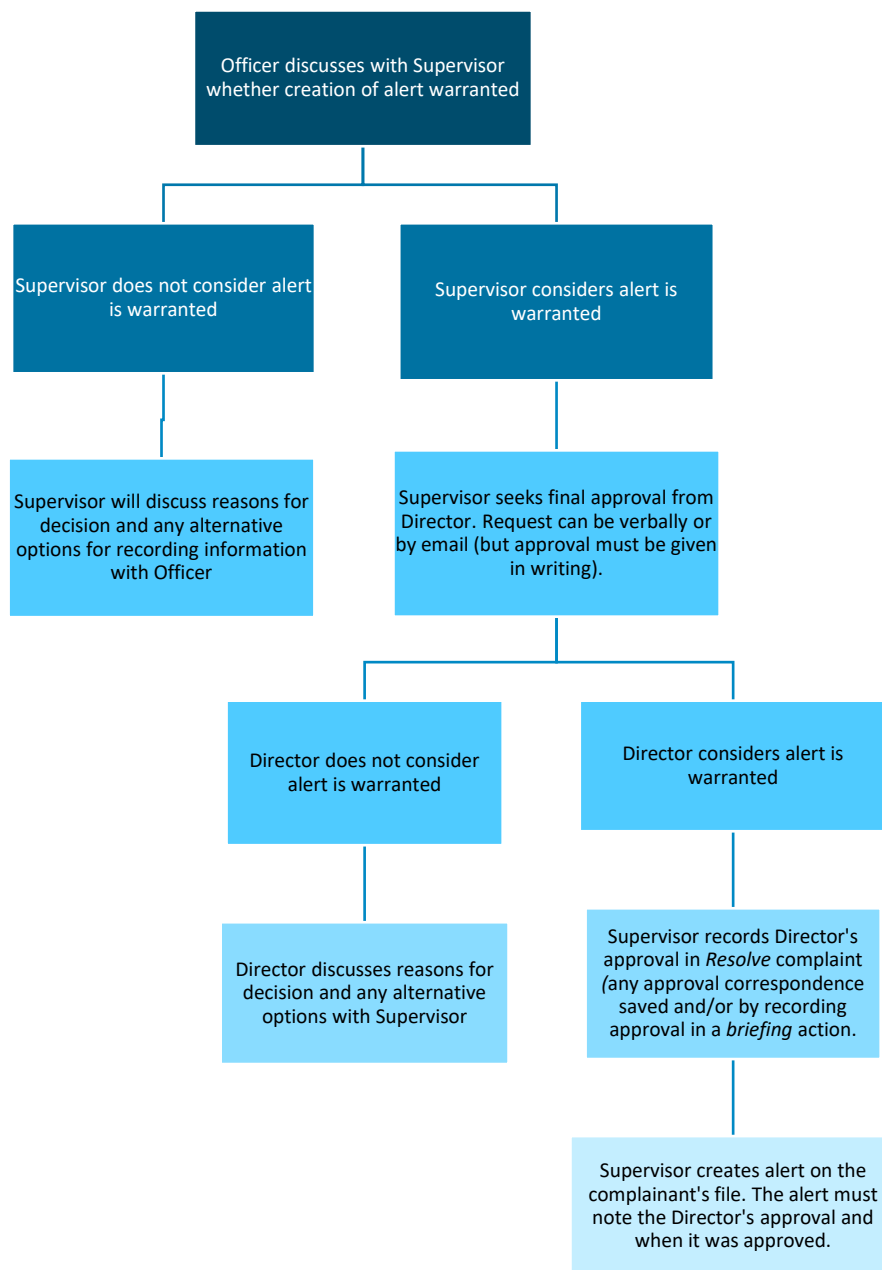 Officer discusses with Supervisor
whether creation of alert warranted
Supervisor does not consider alert
is warranted
Supervisor considers alert is
warranted
Supervisor will discuss reasons for
decision and any alternative
options for recording information
with Officer
Supervisor seeks final approval from
Director. Request can be verbally or
by email (but approval must be given
in writing).
Director does not consider
alert is warranted
Director considers alert is
warranted
Director discusses reasons for
decision and any alternative
options with Supervisor
Supervisor records Director's
approval in Resolve complaint
(any approval correspondence
saved and/or by recording
approval in a briefing action.
Supervisor creates alert on the
complainant's file. The alert must
note the Director's approval and
when it was approved.